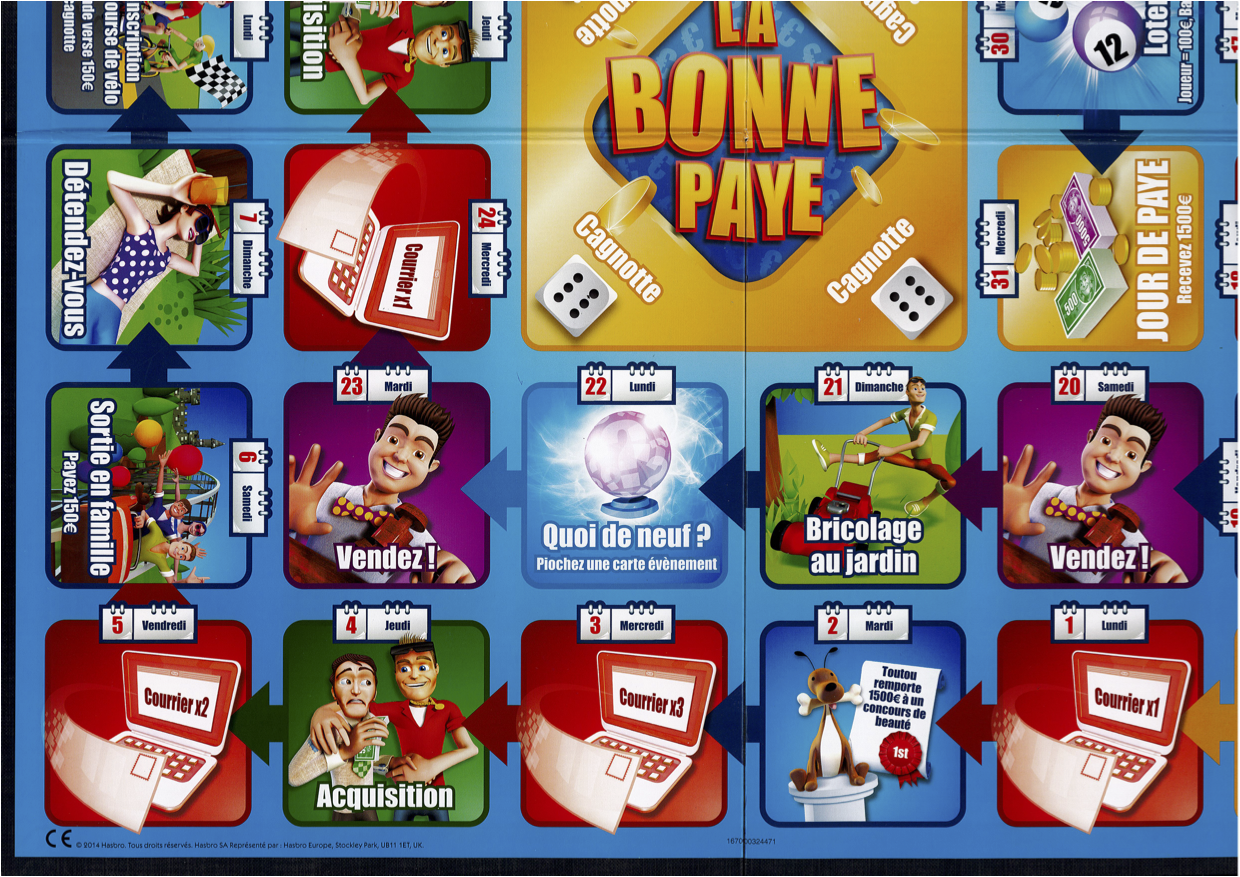 Lundi
Inscription
course de vélo
verse 150€
cagnotte
Jeudi
Cagnotte
Cagnotte
LA
BONNE
PAYE
Cagnotte
Cagnotte
30
12
Joueur = 100€, Ba
7 Dimanche
Détendez-vous
24 Mercredi
Courrier x1
31 Mercredi
500
5000
JOUR DE PAYE
Recevez 1500€
6 Samedi
Sortie en famille
Payez 150€
23 Mardi
Vendez !
22 Lundi
Quoi de neuf ?
Piochez une carte évènement
21 Dimanche
Bricolage
au jardin
20 Samedi
Vendez !
5 Vendredi
Courrier x2
4 Jeudi
Acquisition
3 Mercredi
Courrier x3
2 Mardi
Toutou
remporte
1500€ à un
concours de
beauté
1st
1 Lundi
Courrier x1
CE © 2014 Hasbro. Tous droits réservés. Hasbro SA Représenté par : Hasbro Europe, Stockley Park, UB11 1ET, UK.
167000324471